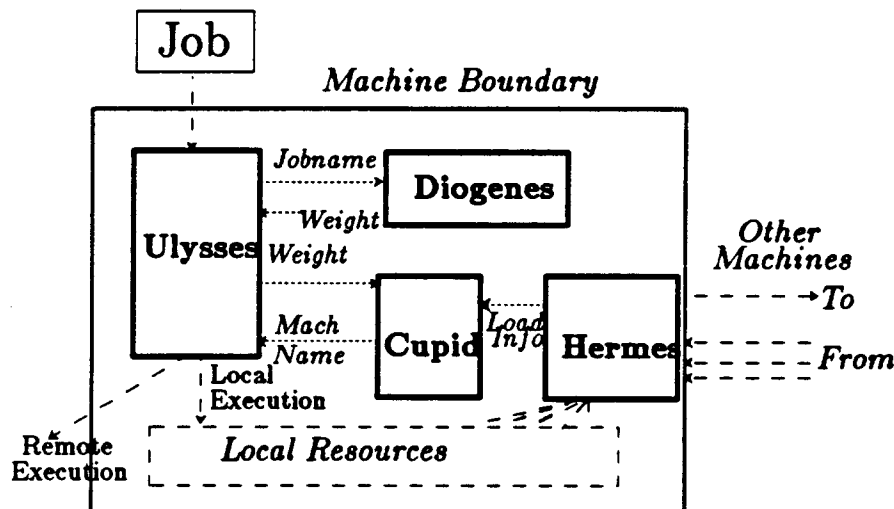 Job
Machine Boundary
Jobname
Diogenes
Weight
Ulysses
Weight
Other
Machines
To
Load
Info
Mach
Name
Cupid
Hermes
From
Local
Execution
Remote
Execution
Local Resources